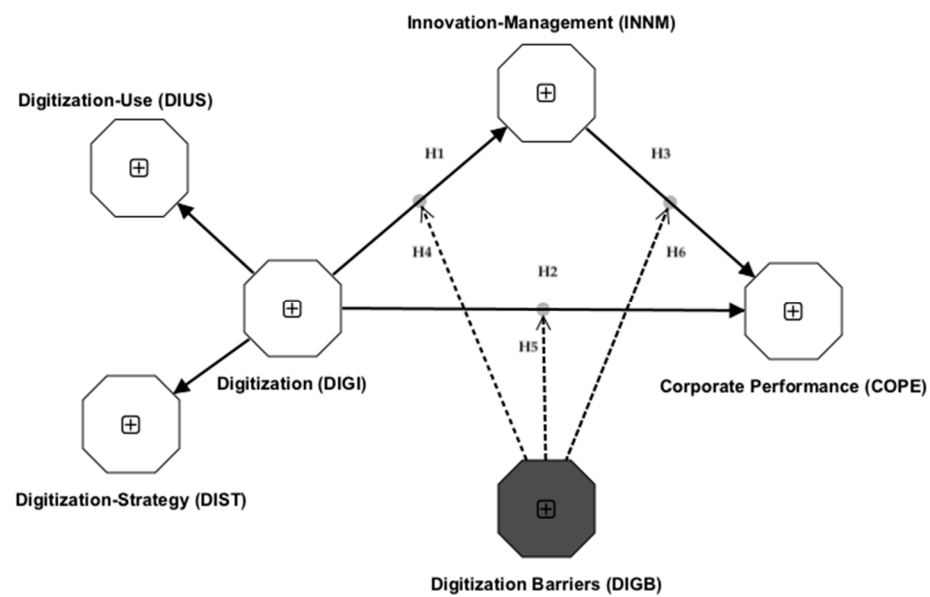 Innovation-Management (INNM)
Digitization-Use (DIUS)
H1
H3
H4
H6
H2
H5
Digitization (DIGI)
Corporate Performance (COPE)
Digitization-Strategy (DIST)
Digitization Barriers (DIGB)